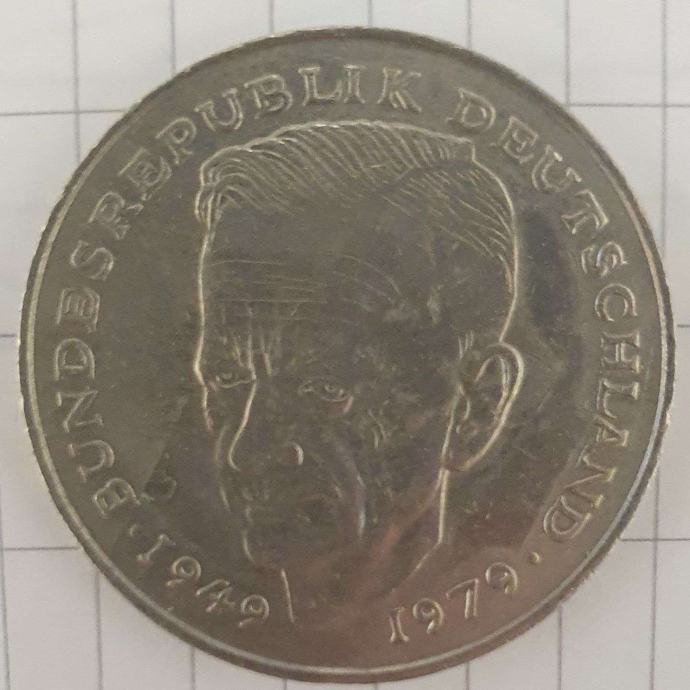 BUNDESREPUBLIK DEUTSCHLAND
· 1949 1979 ·